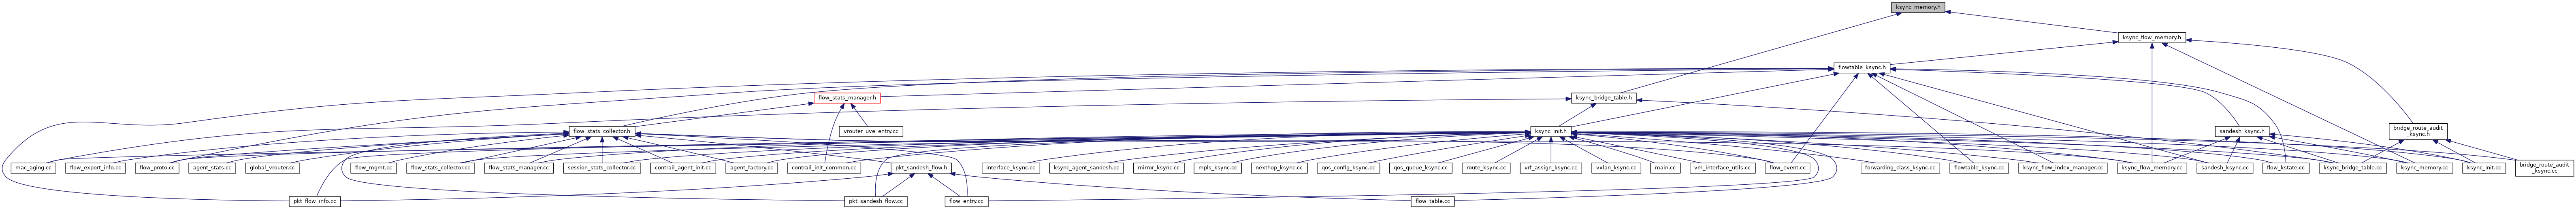 ksync_memory.h
ksync_flow_memory.h
flowtable_ksync.h
flow_stats_manager.h
ksync_bridge_table.h
flow_stats_collector.h
vrouter_uve_entry.cc
ksync_init.h
sandesh_ksync.h
bridge_route_audit
_ksync.h
mac_aging.cc
flow_export_info.cc
flow_proto.cc
agent_stats.cc
global_vrouter.cc
flow_mgmt.cc
flow_stats_collector.cc
flow_stats_manager.cc
session_stats_collector.cc
contrail_agent_init.cc
agent_factory.cc
contrail_init_common.cc
pkt_sandesh_flow.h
interface_ksync.cc
ksync_agent_sandesh.cc
mirror_ksync.cc
mpls_ksync.cc
nexthop_ksync.cc
qos_config_ksync.cc
qos_queue_ksync.cc
route_ksync.cc
vrf_assign_ksync.cc
vxlan_ksync.cc
main.cc
vm_interface_utils.cc
flow_event.cc
forwarding_class_ksync.cc
flowtable_ksync.cc
ksync_flow_index_manager.cc
ksync_flow_memory.cc
sandesh_ksync.cc
flow_kstate.cc
ksync_bridge_table.cc
ksync_memory.cc
ksync_init.cc
bridge_route_audit
_ksync.cc
pkt_flow_info.cc
pkt_sandesh_flow.cc
flow_entry.cc
flow_table.cc